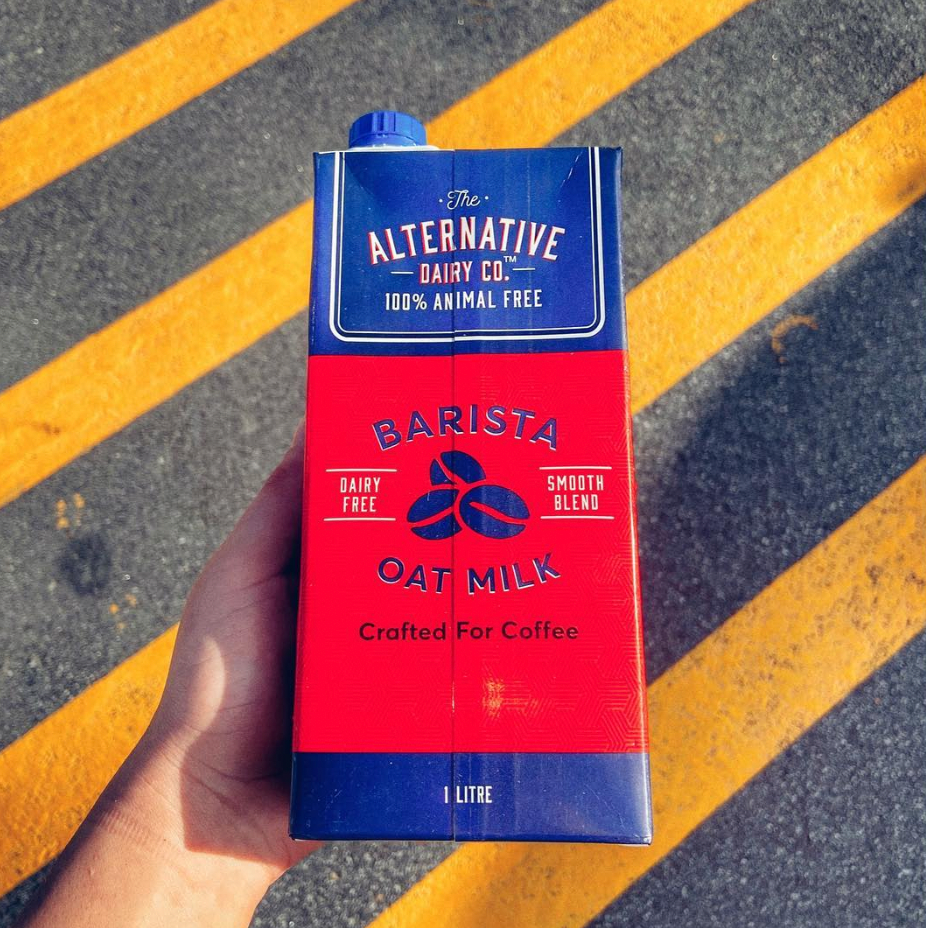 The
ALTERNATIVE
DAIRY CO.™
100% ANIMAL FREE
BARISTA
DAIRY
FREE
SMOOTH
BLEND
OAT MILK
Crafted For Coffee
1 LITRE